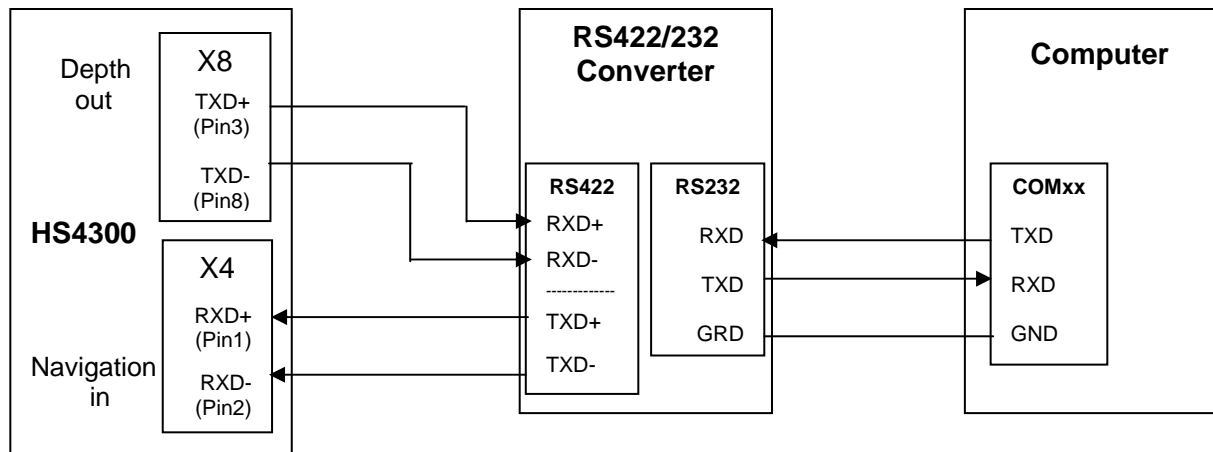 Depth
out
X8
TXD+
(Pin3)
TXD-
(Pin8)
HS4300
X4
RXD+
(Pin1)
RXD-
(Pin2)
Navigation
in
RS422/232
Converter
RS422
RXD+
RXD-
-------------
TXD+
TXD-
RS232
RXD
TXD
GRD
Computer
COMxx
TXD
RXD
GND